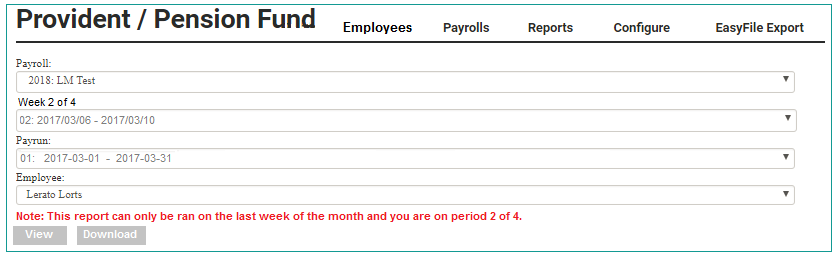 Provident / Pension Fund
Employees Payrolls Reports Configure EasyFile Export
Payroll:
2018: LM Test
Week 2 of 4
02: 2017/03/06 - 2017/03/10
Payrun:
01: 2017-03-01 - 2017-03-31
Employee:
Lerato Lorts
Note: This report can only be ran on the last week of the month and you are on period 2 of 4.
View Download